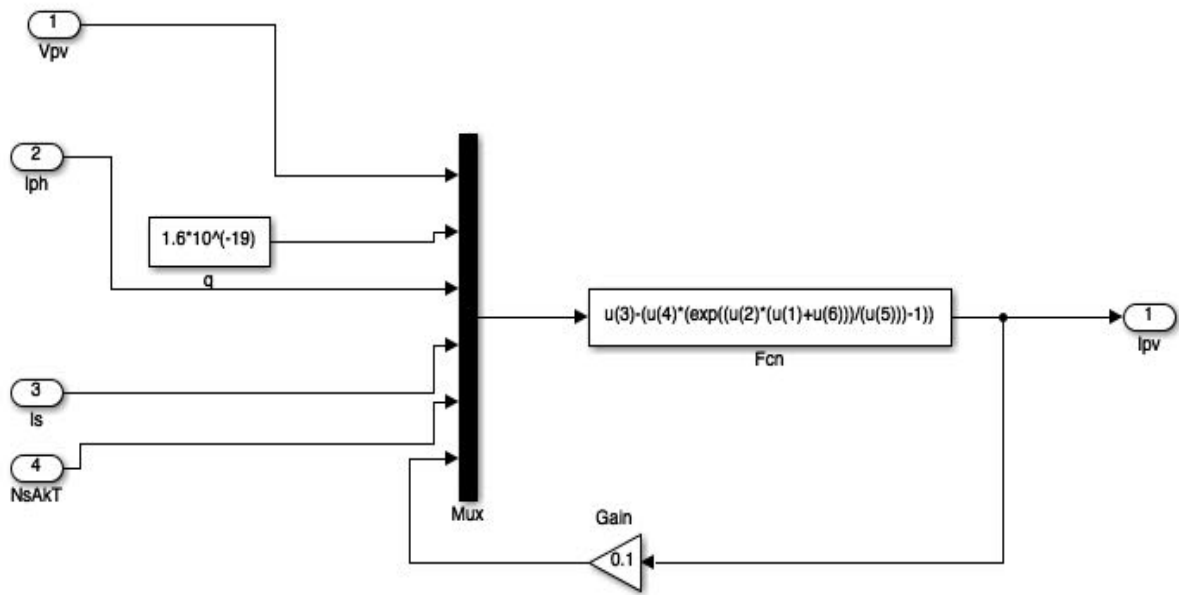 1
Vpv
2
Iph
1.6*10^(-19)
q
u(3)-(u(4)*(exp((u(2)*(u(1)+u(6)))/(u(5)))-1))
Fcn
1
Ipv
3
Is
4
NsAkT
Mux
Gain
0.1